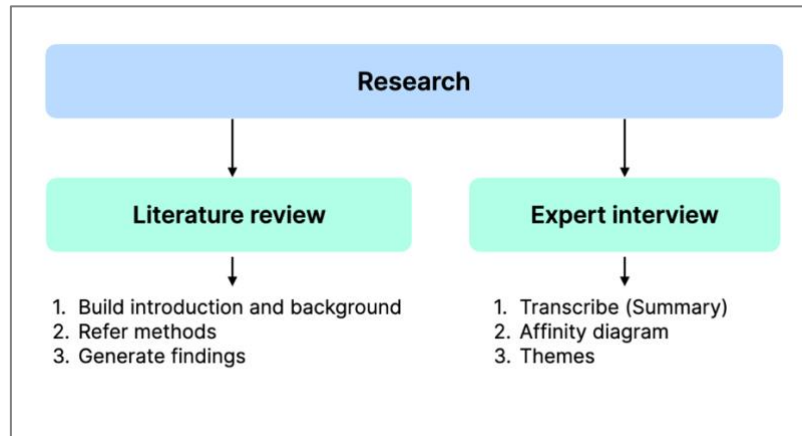 Research
Literature review
1. Build introduction and background
2. Refer methods
3. Generate findings
Expert interview
1. Transcribe (Summary)
2. Affinity diagram
3. Themes